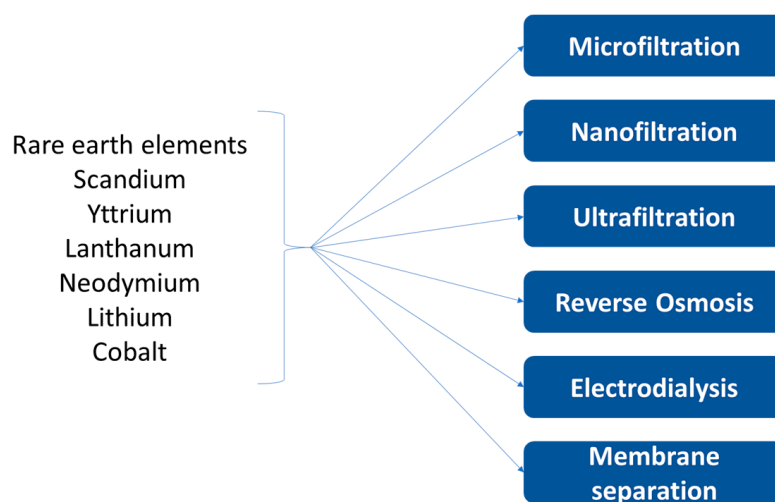 Rare earth elements
Scandium
Yttrium
Lanthanum
Neodymium
Lithium
Cobalt
Microfiltration
Nanofiltration
Ultrafiltration
Reverse Osmosis
Electrodialysis
Membrane
separation